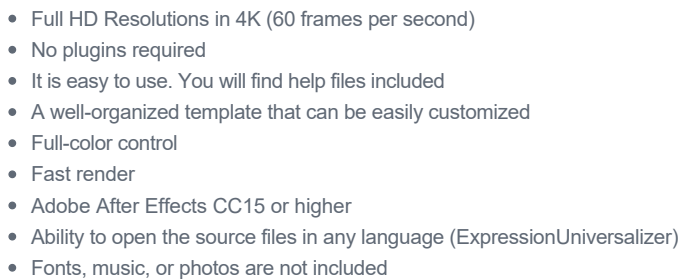 • Full HD Resolutions in 4K (60 frames per second)
• No plugins required
• It is easy to use. You will find help files included
• A well-organized template that can be easily customized
• Full-color control
• Fast render
• Adobe After Effects CC15 or higher
• Ability to open the source files in any language (ExpressionUniversalizer)
• Fonts, music, or photos are not included